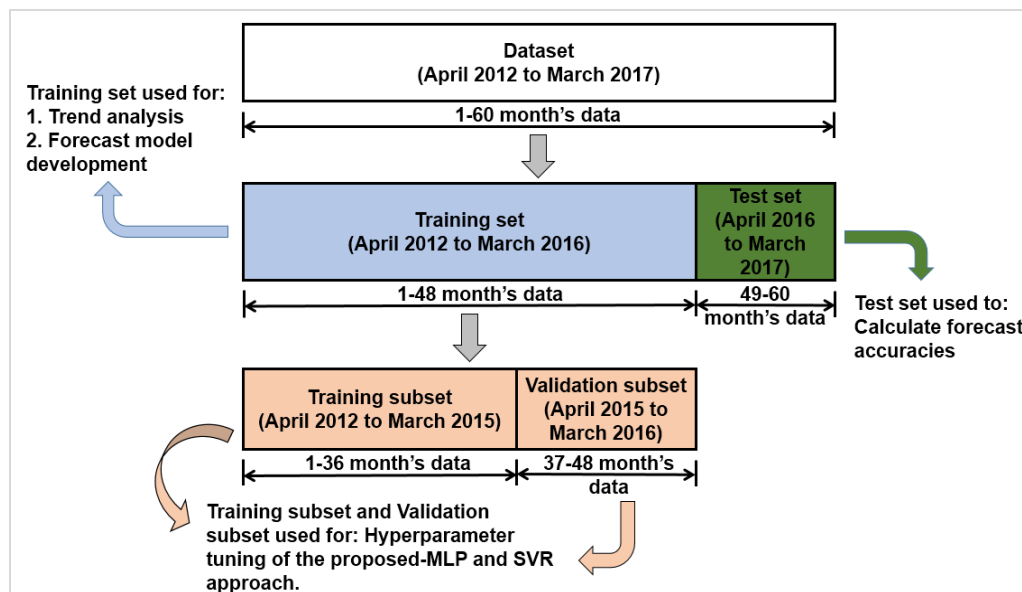 Dataset
(April 2012 to March 2017)
Training set used for:
1. Trend analysis
2. Forecast model
development
1-60 month's data
Training set
(April 2012 to March 2016)
Test set
(April 2016
to March
2017)
1-48 month's data
49-60
month's data
Test set used to:
Calculate forecast
accuracies
Training subset
(April 2012 to March 2015)
Validation subset
(April 2015 to
March 2016)
1-36 month's data
37-48 month's
data
Training subset and Validation
subset used for: Hyperparameter
tuning of the proposed-MLP and SVR
approach.